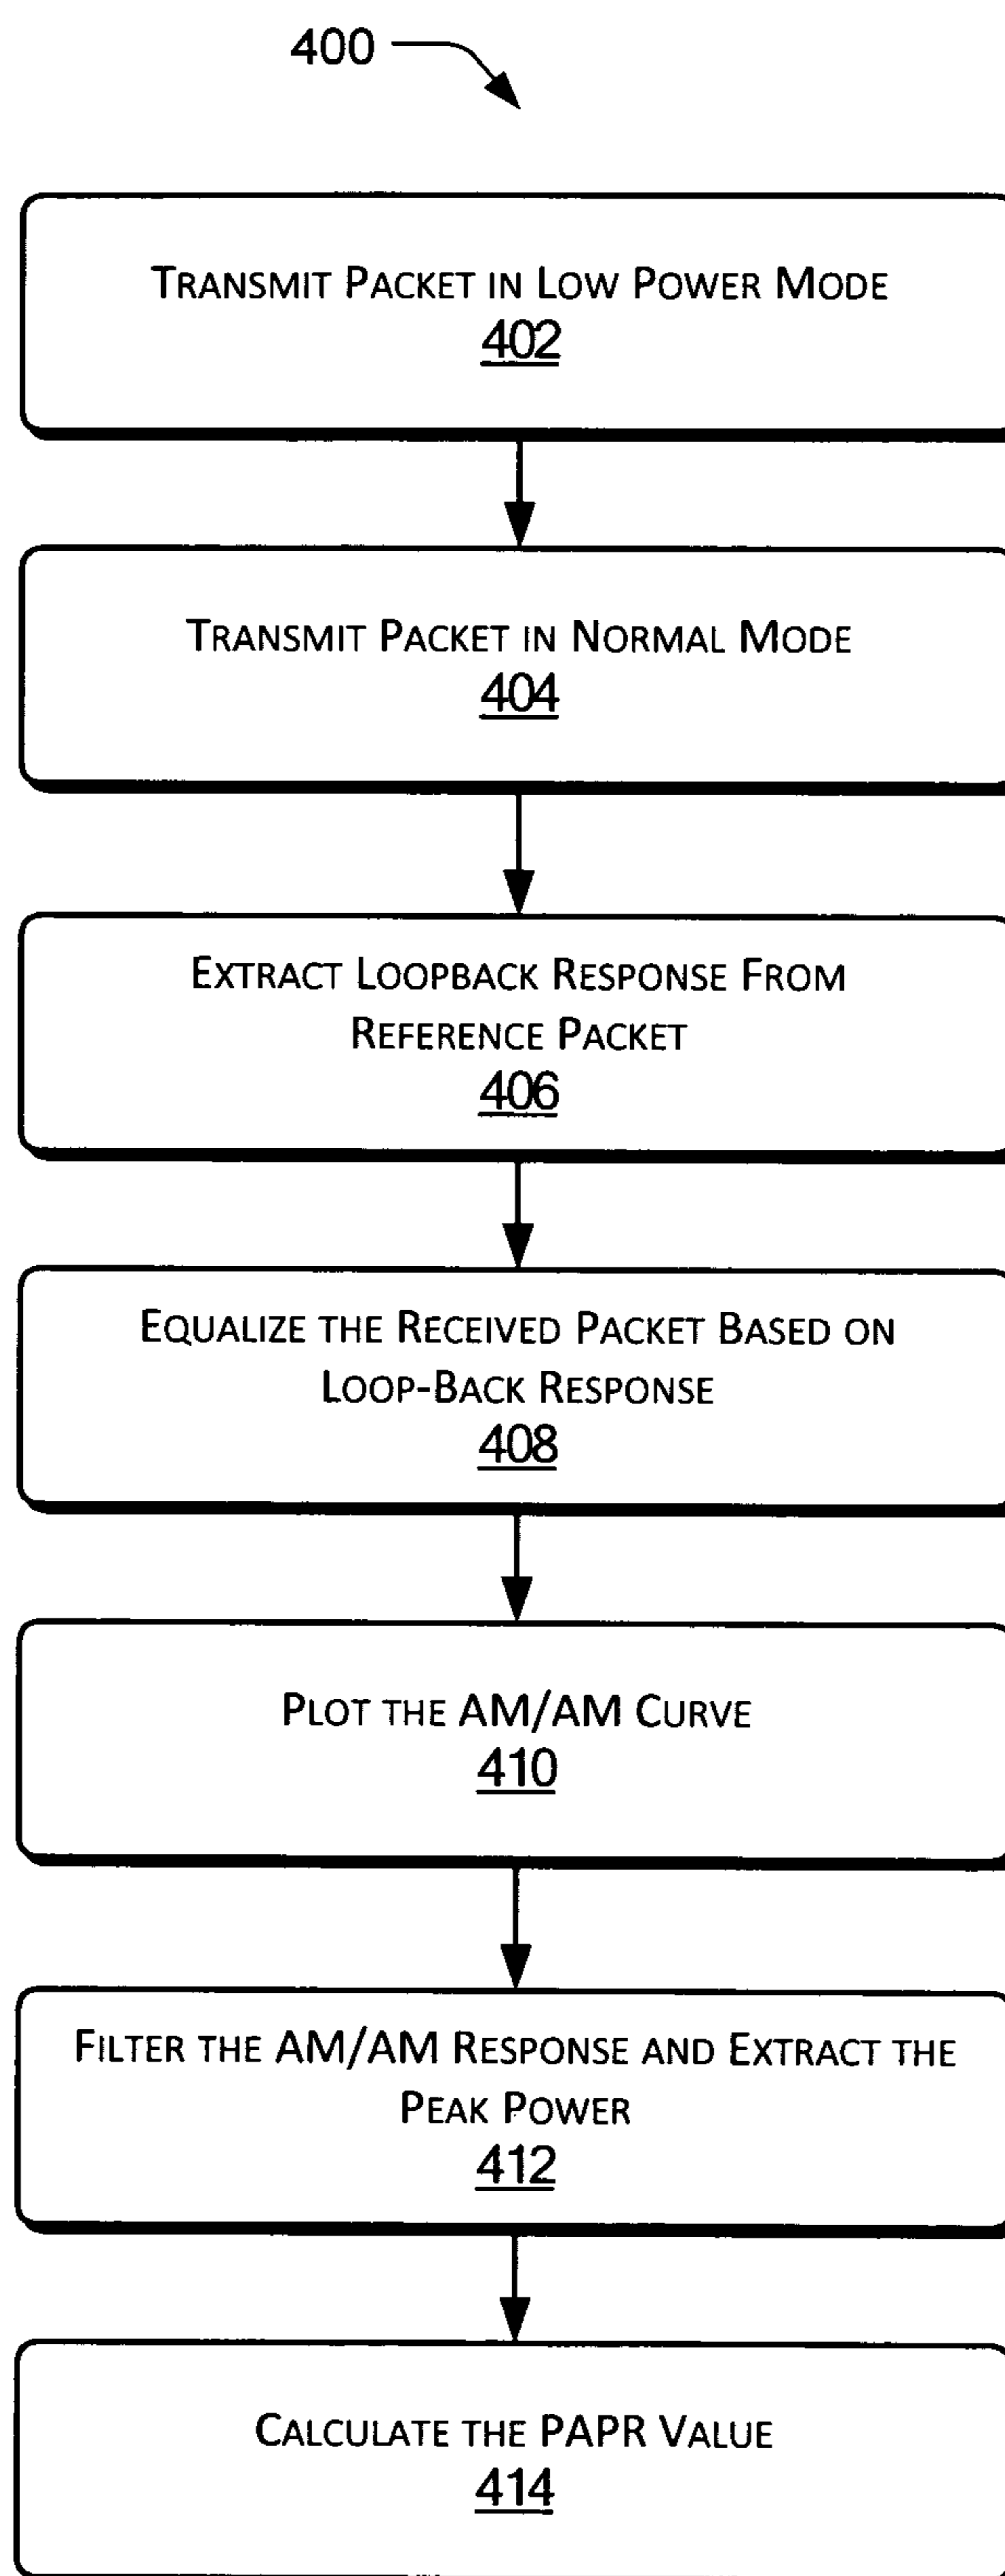 400
TRANSMIT PACKET IN LOW POWER MODE
402
TRANSMIT PACKET IN NORMAL MODE
404
EXTRACT LOOPBACK RESPONSE FROM
REFERENCE PACKET
406
EQUALIZE THE RECEIVED PACKET BASED ON
LOOP-BACK RESPONSE
408
PLOT THE AM/AM CURVE
410
FILTER THE AM/AM RESPONSE AND EXTRACT THE
PEAK POWER
412
CALCULATE THE PAPR VALUE
414